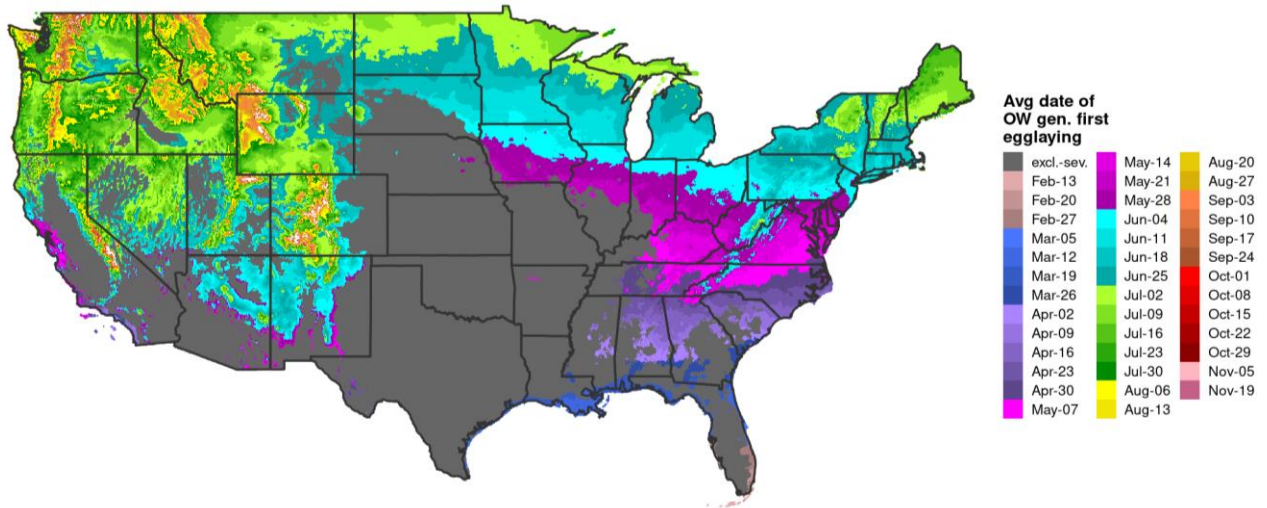 Avg date of
OW gen. first
egglaying
excl.-sev.
Feb-13
Feb-20
Feb-27
Mar-05
Mar-12
Mar-19
Mar-26
Apr-02
Apr-09
Apr-16
Apr-23
Apr-30
May-07
May-14
May-21
May-28
Jun-04
Jun-11
Jun-18
Jun-25
Jul-02
Jul-09
Jul-16
Jul-23
Jul-30
Aug-06
Aug-13
Aug-20
Aug-27
Sep-03
Sep-10
Sep-17
Sep-24
Oct-01
Oct-08
Oct-15
Oct-22
Oct-29
Nov-05
Nov-19